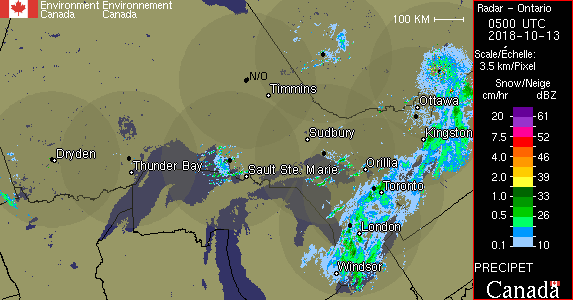 Environment Environnement
Canada Canada
100 KM
N/O
Timmins
Ottawa
Sudbury
Kingston
Dryden
Thunder Bay
Sault Ste. Marie
Orillia
Toronto
London
Windsor
Radar - Ontario
0500 UTC
2018-10-13
Scale/Échelle:
3.5 km/Pixel
Snow/Neige
cm/hr dBZ
20 61
7.5 52
4.0 46
2.0 39
1.0 33
0.5 26
0.1 10
PRECIPET
Canada